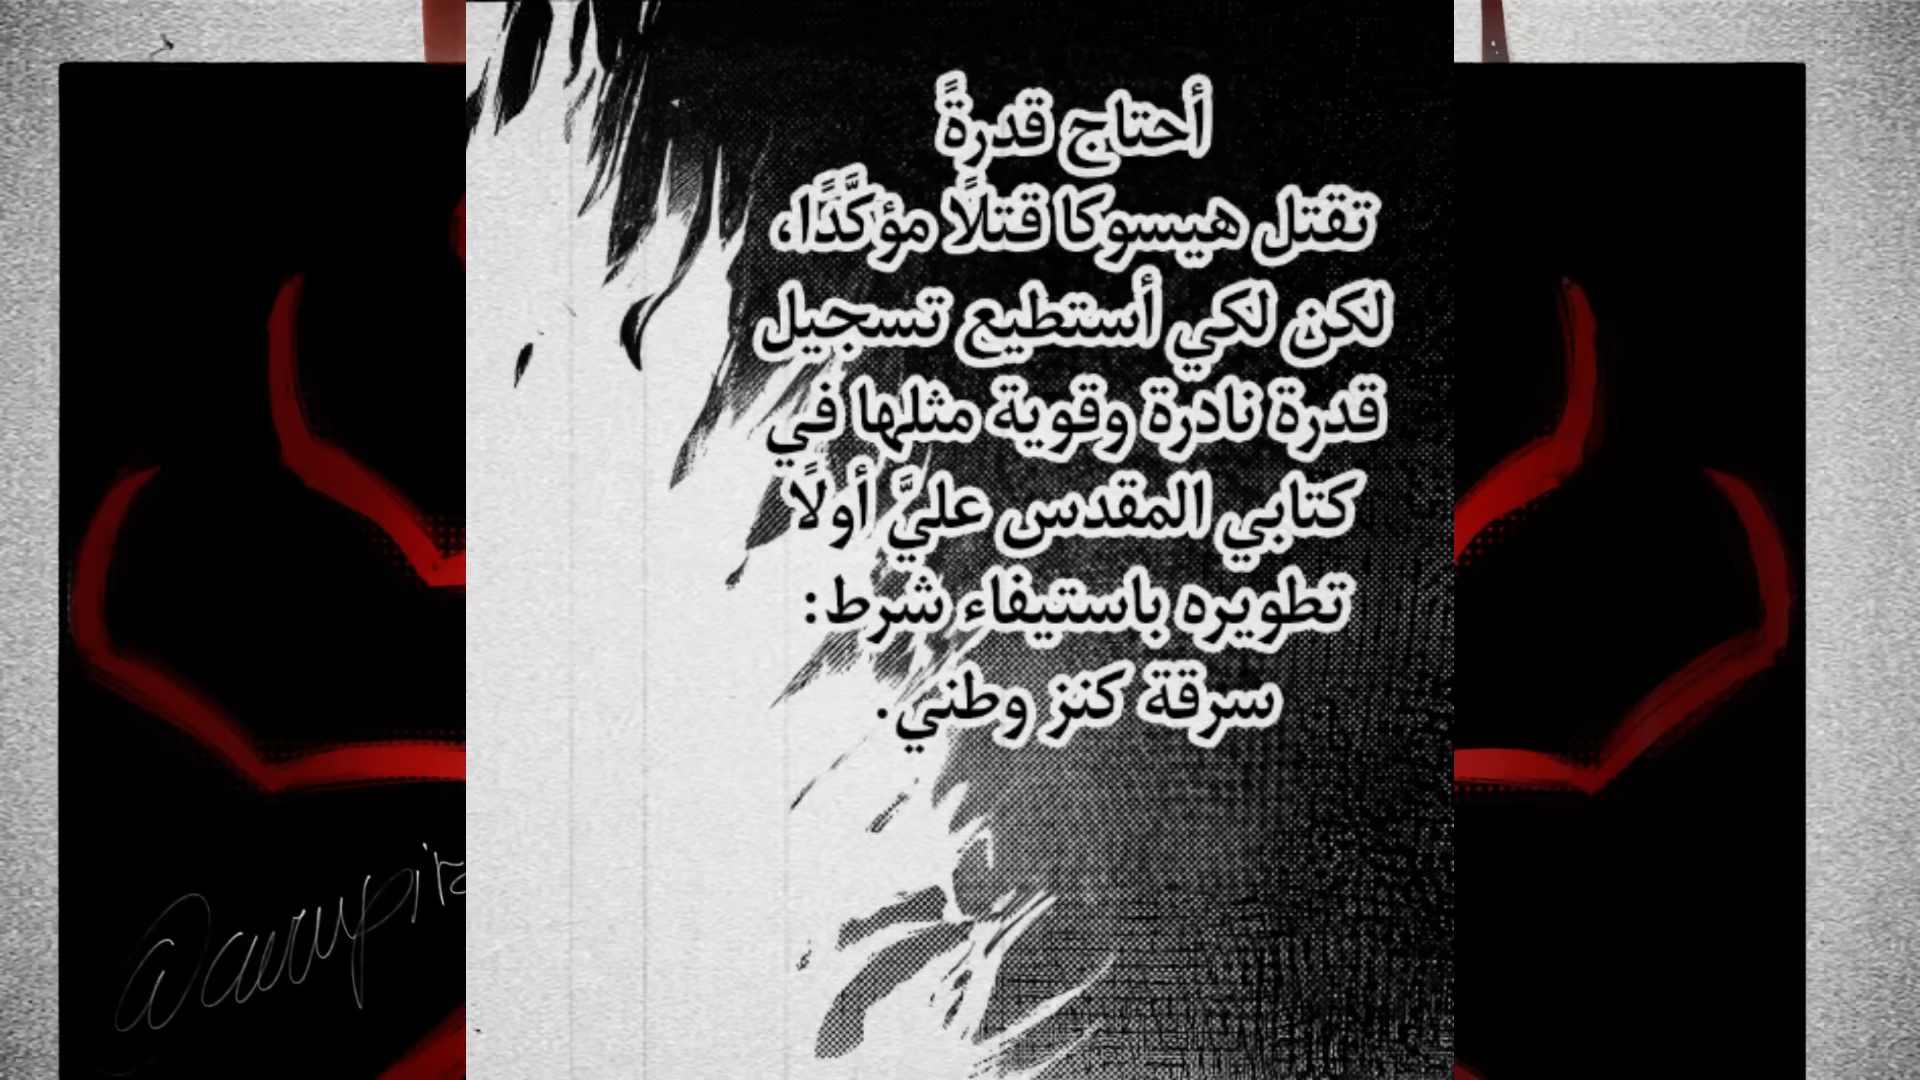 أحتاج قدرةً
تقتل هيسوكا قتلًا مؤكَّدًا،
لكن لكي أستطيع تسجيل
قدرة نادرة وقوية مثلها في
كتابي المقدس عليَّ أولًا
تطويره باستيفاء شرط:
سرقة كنز وطني.